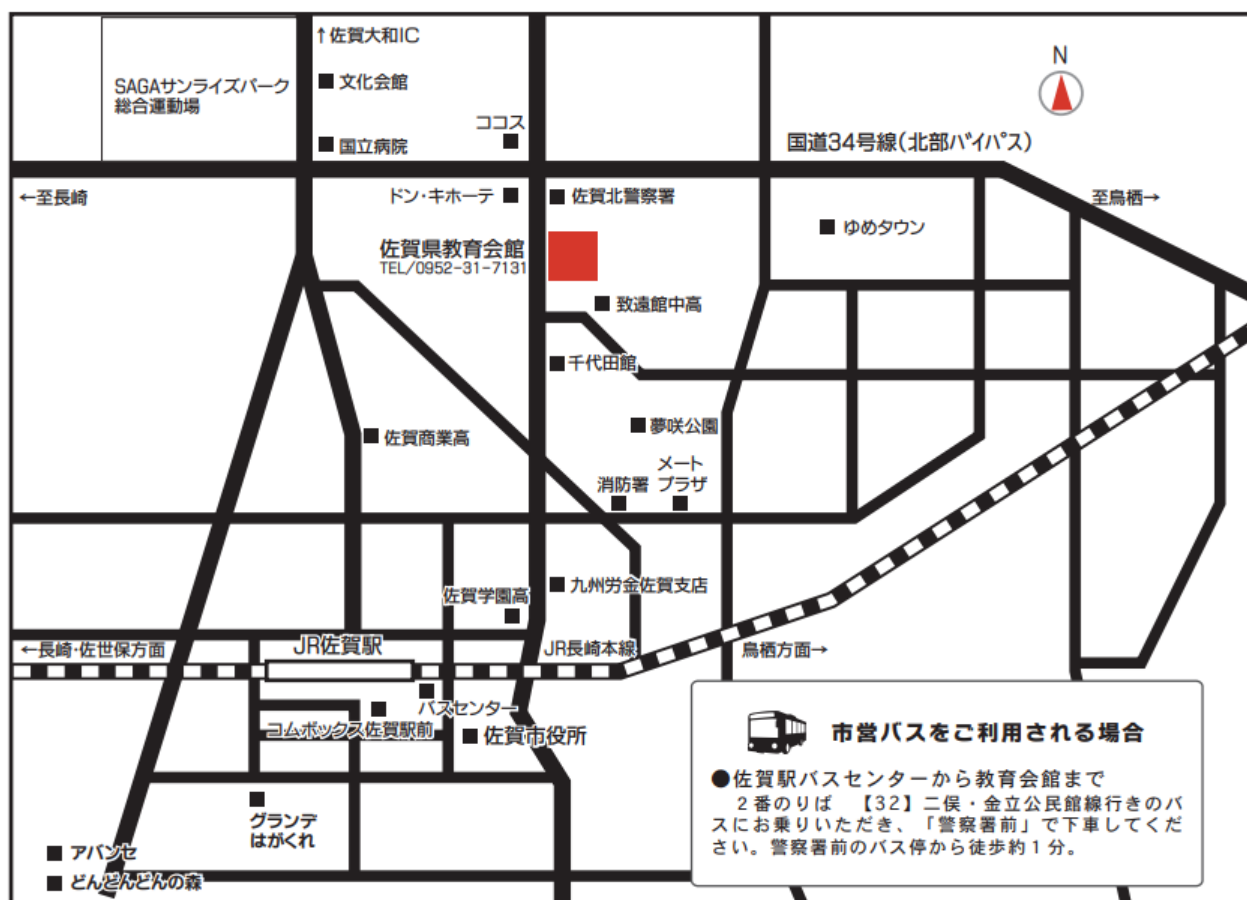 ↑佐賀大和IC
SAGAサンライズパーク
総合運動場
文化会館
国立病院
ココス
N
国道34号線(北部バイパス)
←至長崎
ドン・キホーテ
佐賀北警察署
至鳥栖→
ゆめタウン
佐賀県教育会館
TEL/0952-31-7131
致遠館中高
千代田館
佐賀商業高
夢咲公園
メート
プラザ
消防署
九州労金佐賀支店
佐賀学園高
←長崎・佐世保方面
JR佐賀駅
JR長崎本線
鳥栖方面→
バスセンター
コムボックス佐賀駅前
佐賀市役所
グランデ
はがくれ
アバンセ
どんどんどんの森
市営バスをご利用される場合
●佐賀駅バスセンターから教育会館まで
２番のりば 【32】二俣・金立公民館線行きのバ
スにお乗りいただき、「警察署前」で下車してくだ
さい。警察署前のバス停から徒歩約１分。